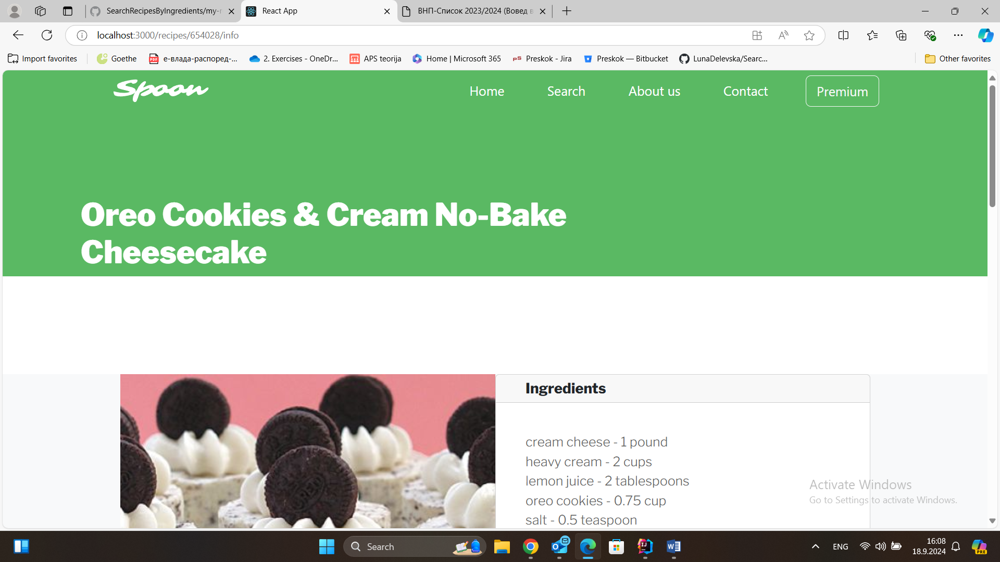 SearchRecipesByIngredients/my-r
React App
ВНП-Список 2023/2024 (Вовед в
localhost:3000/recipes/654028/info
Import favorites
Goethe
е-влада-распоред-...
2. Exercises - OneDr...
APS teorija
Home | Microsoft 365
Preskok - Jira
Preskok — Bitbucket
LunaDelevska/Searc...
Other favorites
Spoon
Home
Search
About us
Contact
Premium
Oreo Cookies & Cream No-Bake
Cheesecake
Ingredients
cream cheese - 1 pound
heavy cream - 2 cups
lemon juice - 2 tablespoons
oreo cookies - 0.75 cup
salt - 0.5 teaspoon
Activate Windows
Go to Settings to activate Windows.
Search
ENG
16:08
18.9.2024
PRE